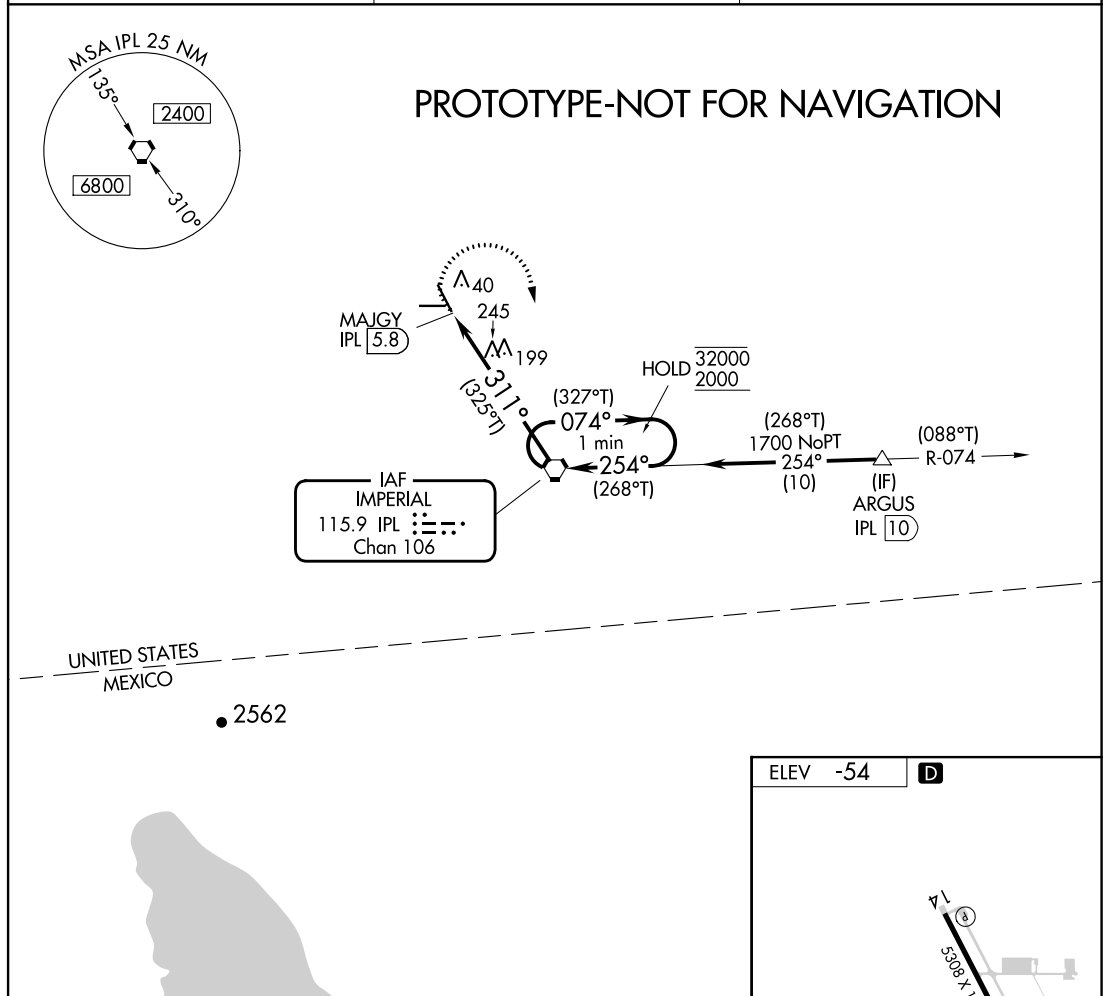 MSA IPL 25 NM
135°
2400
6800
310°
PROTOTYPE-NOT FOR NAVIGATION
40
245
199
MAJGY
IPL 5.8
311°
(325°T)
HOLD 32000
2000
(327°T)
074°
1 min
254°
(268°T)
(268°T)
1700 NoPT
254°
(10)
(088°T)
R-074
(IF)
ARGUS
IPL 10
IAF
IMPERIAL
115.9 IPL
Chan 106
UNITED STATES
MEXICO
2562
ELEV -54
D
14
P
5308 X